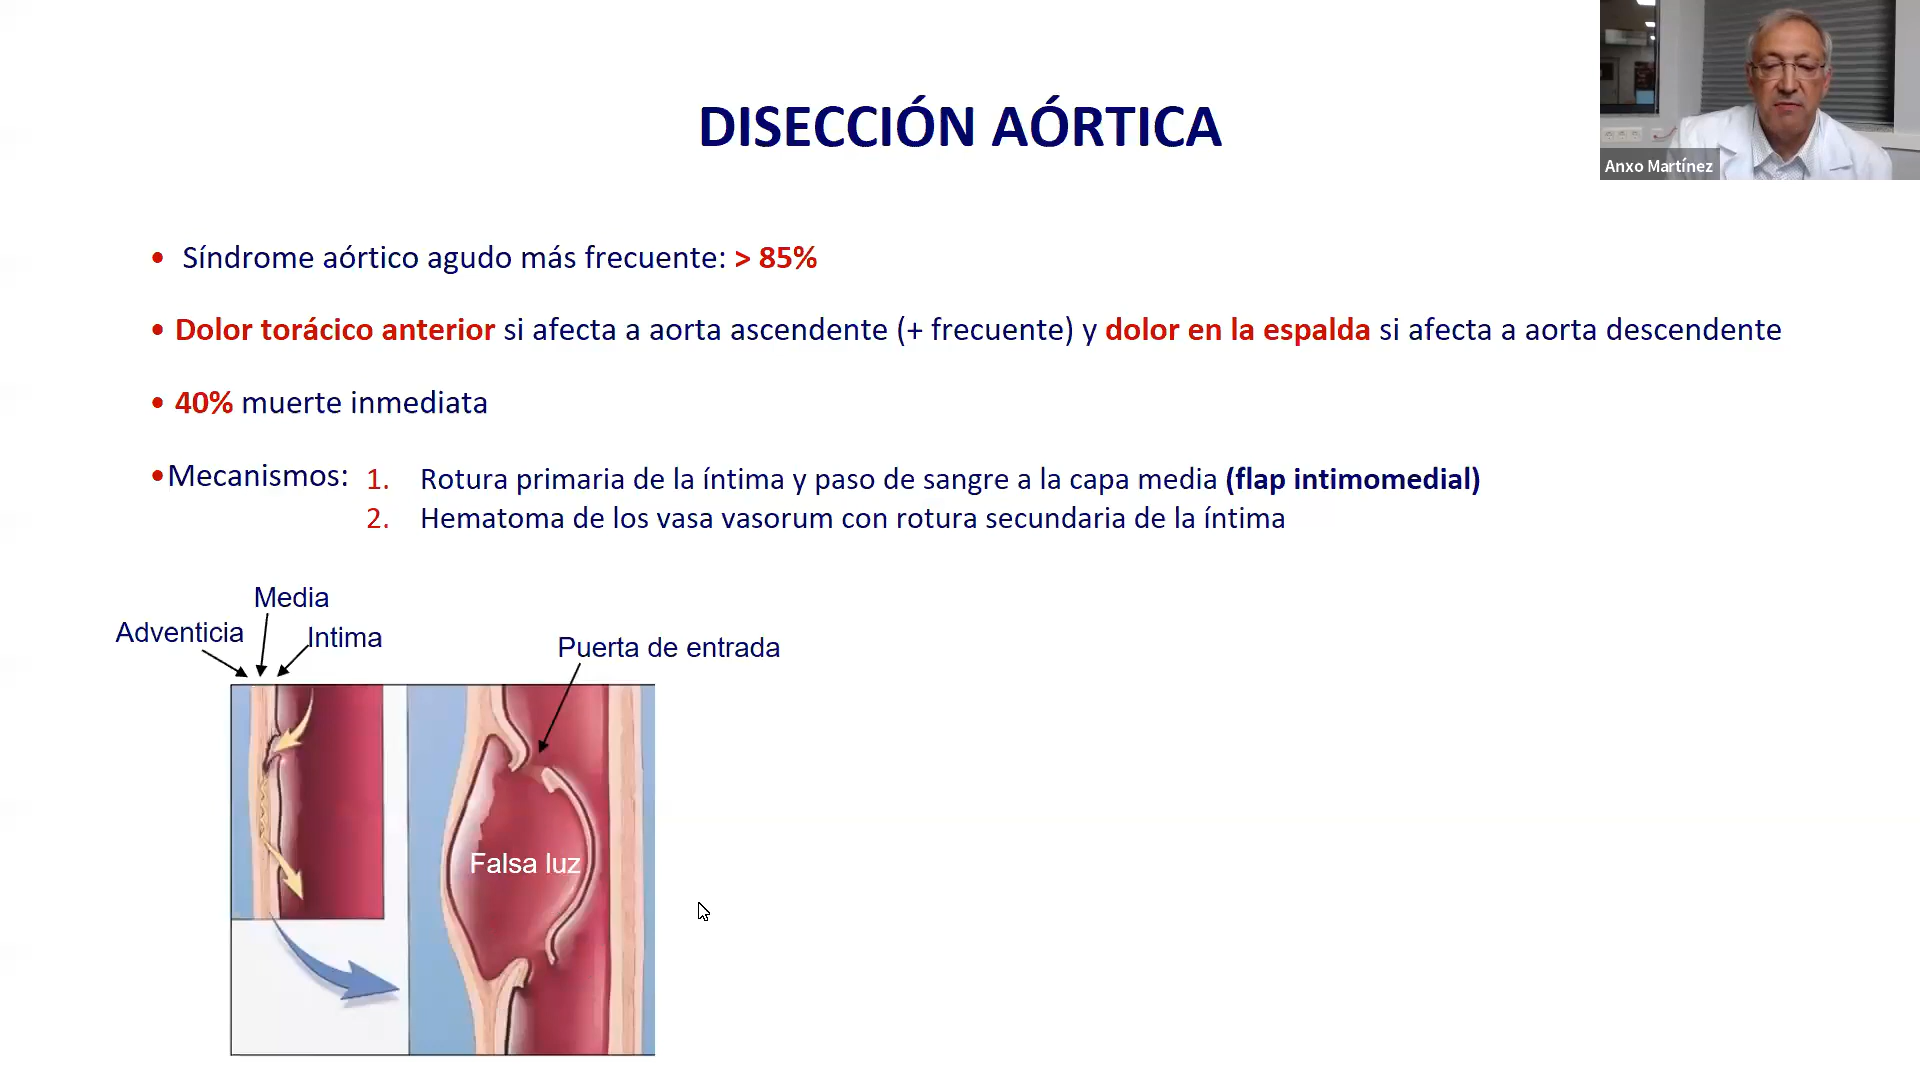 DISECCIÓN AÓRTICA
Anxo Martínez
• Síndrome aórtico agudo más frecuente: > 85%
• Dolor torácico anterior si afecta a aorta ascendente (+ frecuente) y dolor en la espalda si afecta a aorta descendente
• 40% muerte inmediata
•Mecanismos: 1. Rotura primaria de la íntima y paso de sangre a la capa media (flap intimomedial)
2. Hematoma de los vasa vasorum con rotura secundaria de la íntima
Media
Adventicia
Intima
Puerta de entrada
Falsa luz